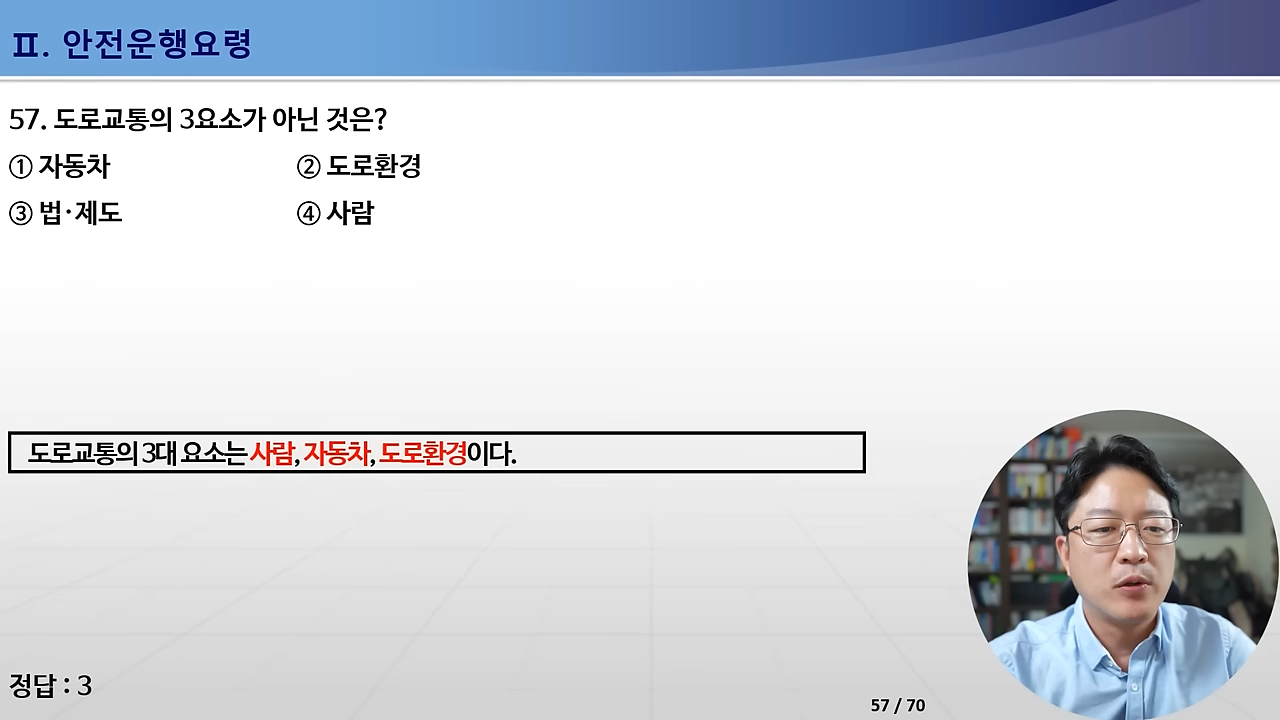 Ⅱ. 안전운행요령
57. 도로교통의 3요소가 아닌 것은?
① 자동차 ② 도로환경
③ 법·제도 ④ 사람
도로교통의 3대 요소는 사람, 자동차, 도로환경이다.
정답 : 3
57 / 70